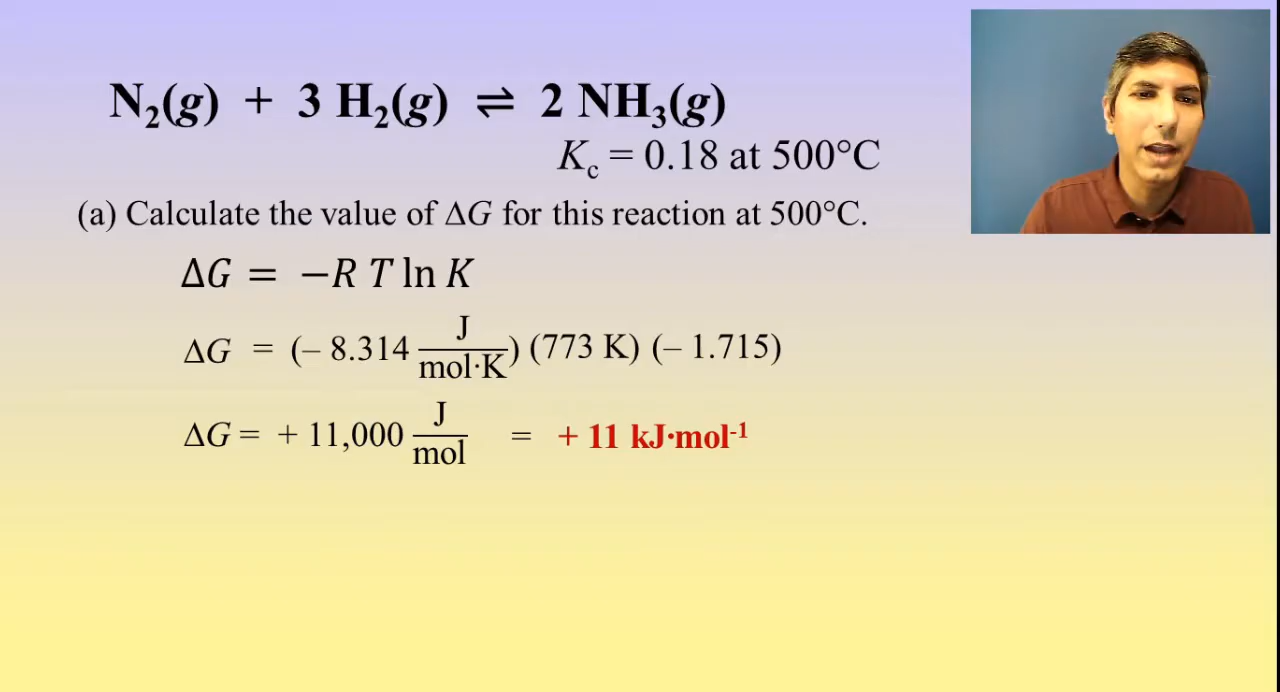 N₂(g) + 3 H₂(g) ⇌ 2 NH₃(g)
K꜀ = 0.18 at 500°C
(a) Calculate the value of ΔG for this reaction at 500°C.
ΔG = −R T ln K
ΔG = (– 8.314 J/mol·K) (773 K) (– 1.715)
ΔG = + 11,000 J/mol = + 11 kJ·mol⁻¹